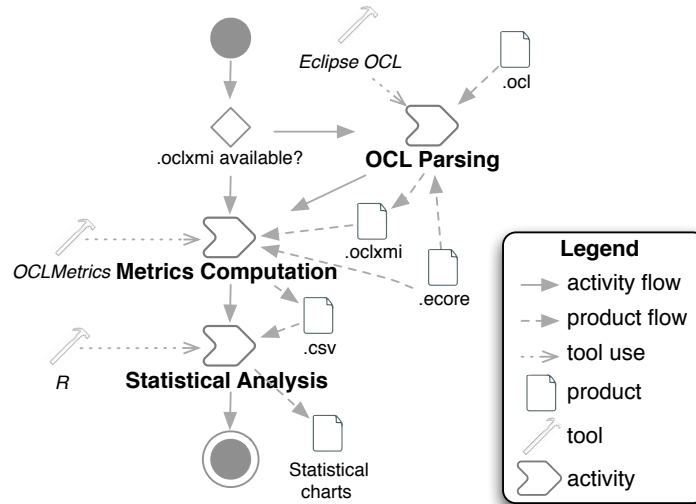 Eclipse OCL
.ocl
.oclxmi available?
OCL Parsing
.oclxmi
OCLMetrics
Metrics Computation
.ecore
.csv
R
Statistical Analysis
Statistical
charts
Legend
activity flow
product flow
tool use
product
tool
activity